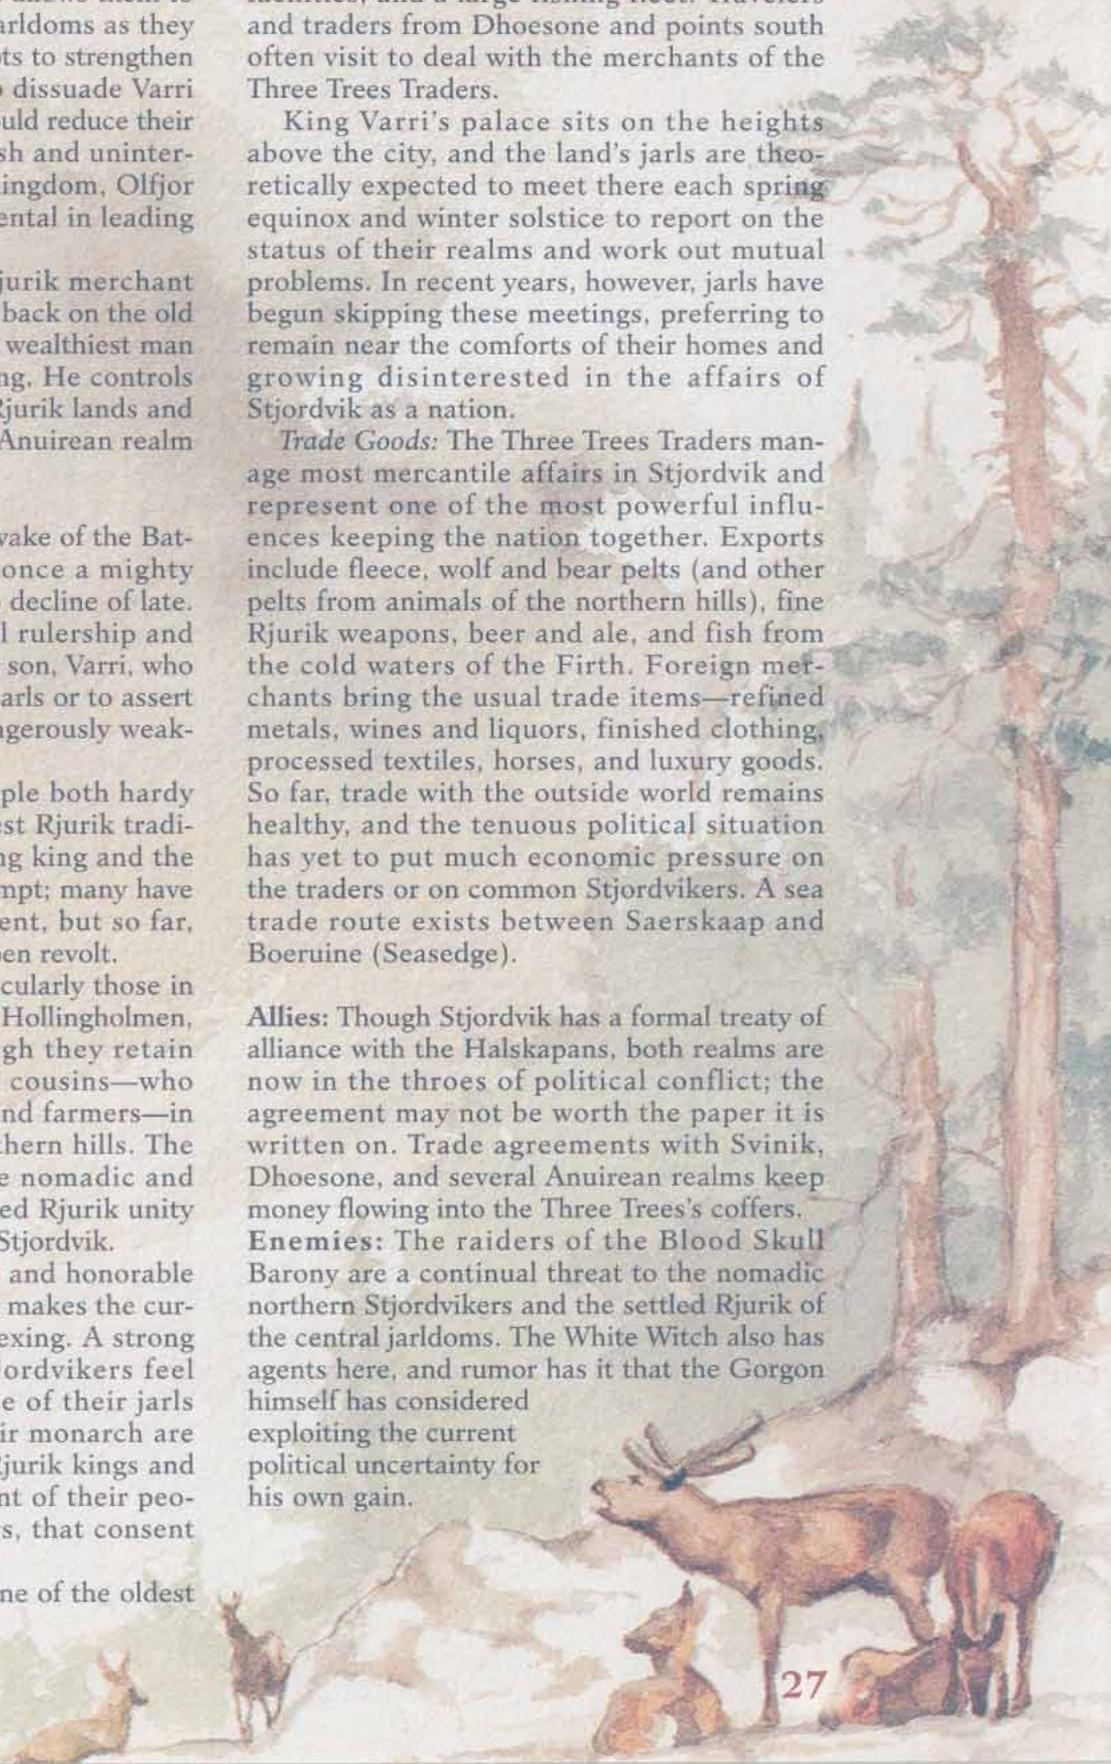 allows them to
arldoms as they
ts to strengthen
o dissuade Varri
uld reduce their
sh and uninter-
ingdom, Olfjor
ental in leading
jurik merchant
back on the old
wealthiest man
ng. He controls
Rjurik lands and
Anuirean realm
wake of the Bat-
once a mighty
decline of late.
l rulership and
son, Varri, who
arls or to assert
ngerously weak-
ple both hardy
est Rjurik tradi-
ng king and the
mpt; many have
ent, but so far,
en revolt.
cularly those in
Hollingholmen,
gh they retain
cousins—who
nd farmers—in
thern hills. The
e nomadic and
ed Rjurik unity
Stjordvik.
and honorable
makes the cur-
exing. A strong
jordvikers feel
e of their jarls
ir monarch are
Rjurik kings and
nt of their peo-
s, that consent
ne of the oldest
facilities, and a large fishing fleet. Travelers
and traders from Dhoesone and points south
often visit to deal with the merchants of the
Three Trees Traders.
King Varri's palace sits on the heights
above the city, and the land's jarls are theo-
retically expected to meet there each spring
equinox and winter solstice to report on the
status of their realms and work out mutual
problems. In recent years, however, jarls have
begun skipping these meetings, preferring to
remain near the comforts of their homes and
growing disinterested in the affairs of
Stjordvik as a nation.
Trade Goods: The Three Trees Traders man-
age most mercantile affairs in Stjordvik and
represent one of the most powerful influ-
ences keeping the nation together. Exports
include fleece, wolf and bear pelts (and other
pelts from animals of the northern hills), fine
Rjurik weapons, beer and ale, and fish from
the cold waters of the Firth. Foreign mer-
chants bring the usual trade items—refined
metals, wines and liquors, finished clothing,
processed textiles, horses, and luxury goods.
So far, trade with the outside world remains
healthy, and the tenuous political situation
has yet to put much economic pressure on
the traders or on common Stjordvikers. A sea
trade route exists between Saerskaap and
Boeruine (Seasedge).
Allies: Though Stjordvik has a formal treaty of
alliance with the Halskapans, both realms are
now in the throes of political conflict; the
agreement may not be worth the paper it is
written on. Trade agreements with Svinik,
Dhoesone, and several Anuirean realms keep
money flowing into the Three Trees's coffers.
Enemies: The raiders of the Blood Skull
Barony are a continual threat to the nomadic
northern Stjordvikers and the settled Rjurik of
the central jarldoms. The White Witch also has
agents here, and rumor has it that the Gorgon
himself has considered
exploiting the current
political uncertainty for
his own gain.
27